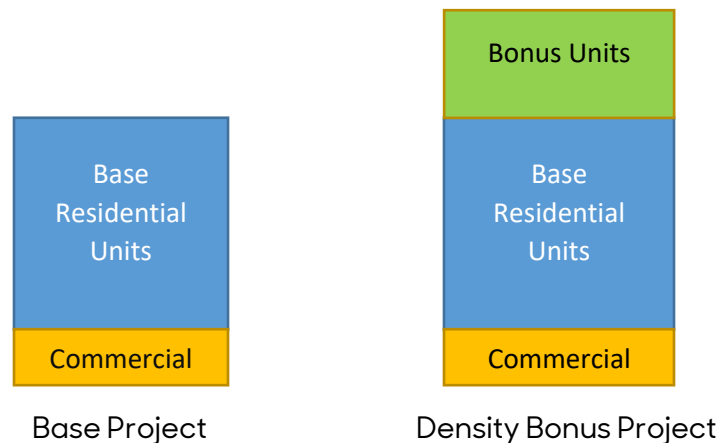 Base
Residential
Units
Commercial
Base Project
Bonus Units
Base
Residential
Units
Commercial
Density Bonus Project